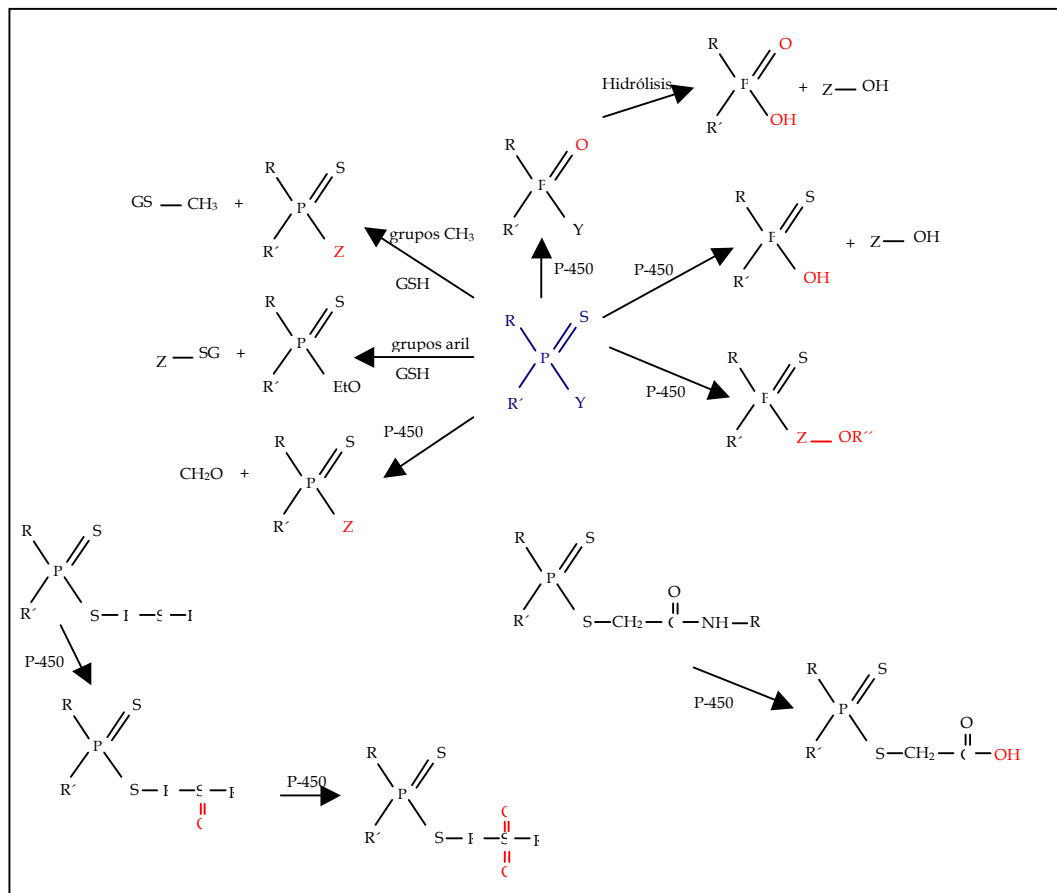 R O
Hidrólisis P + Z OH
R´ OH
R O
R S
R S
GS CH₃ + P
P
P + Z OH
grupos CH₃
R´ Z
R´ Y
R´ OH
GSH
P-450
P-450
R S
R S
R S
Z SG + P
grupos aril
P
R´ EtO
GSH
P-450
P
R´ Y
R´ Z OR´´
P-450
R S
CH₂O + P
R´ Z
R S
R S
P
P
R´ S S
R´ S CH₂ NH R
O
P-450
R S
P-450
R S
P
P
O
R´ S CH₂ OH
R´ S S
P-450
R S
P
R´ S S